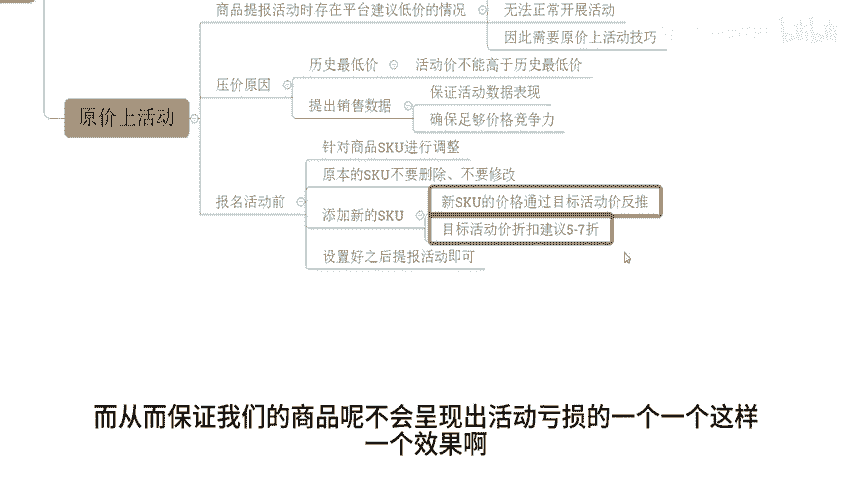 商品提报活动时存在平台建议低价的情况
无法正常开展活动
因此需要原价上活动技巧
压价原因
历史最低价
活动价不能高于历史最低价
提出销售数据
保证活动数据表现
确保足够价格竞争力
原价上活动
报名活动前
针对商品SKU进行调整
原本的SKU不要删除、不要修改
添加新的SKU
新SKU的价格通过目标活动价反推
目标活动价折扣建议5-7折
设置好之后提报活动即可
而从而保证我们的商品呢不会呈现出活动亏损的一个一个这样
一个效果啊